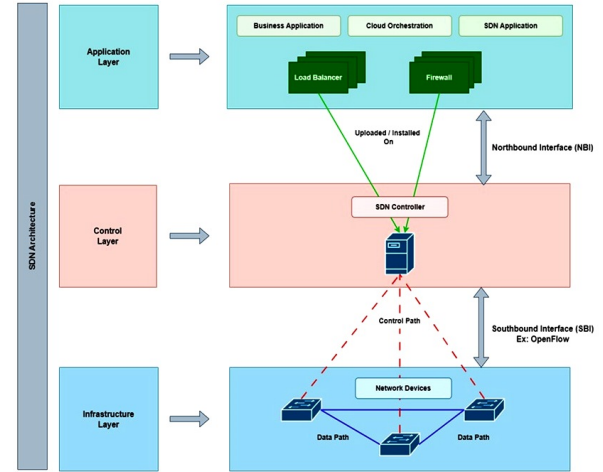 SDN Architecture
Application
Layer
Business Application
Cloud Orchestration
SDN Application
Load Balancer
Firewall
Uploaded / Installed
On
Northbound Interface (NBI)
Control
Layer
SDN Controller
Control Path
Southbound Interface (SBI)
Ex: OpenFlow
Infrastructure
Layer
Network Devices
Data Path
Data Path